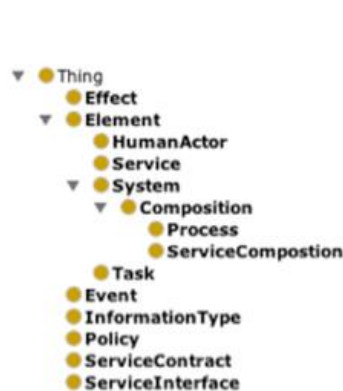 Thing
Effect
Element
HumanActor
Service
System
Composition
Process
ServiceCompostion
Task
Event
InformationType
Policy
ServiceContract
ServiceInterface